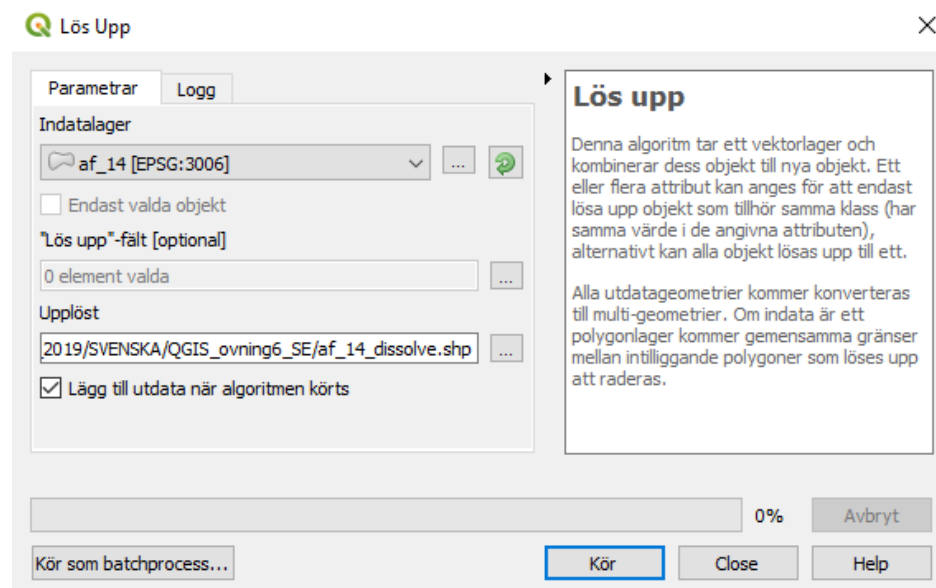 Lös Upp
Parametrar
Logg
Indatalager
af_14 [EPSG:3006]
...
Endast valda objekt
"Lös upp"-fält [optional]
0 element valda
...
Upplöst
2019/SVENSKA/QGIS_ovning6_SE/af_14_dissolve.shp
...
Lägg till utdata när algoritmen körts
Lös upp
Denna algoritm tar ett vektorlager och
kombinerar dess objekt till nya objekt. Ett
eller flera attribut kan anges för att endast
lösa upp objekt som tillhör samma klass (har
samma värde i de angivna attributen),
alternativt kan alla objekt lösas upp till ett.
Alla utdatageometrier kommer konverteras
till multi-geometrier. Om indata är ett
polygonlager kommer gemensamma gränser
mellan intilliggande polygoner som löses upp
att raderas.
0%
Avbryt
Kör som batchprocess...
Kör
Close
Help